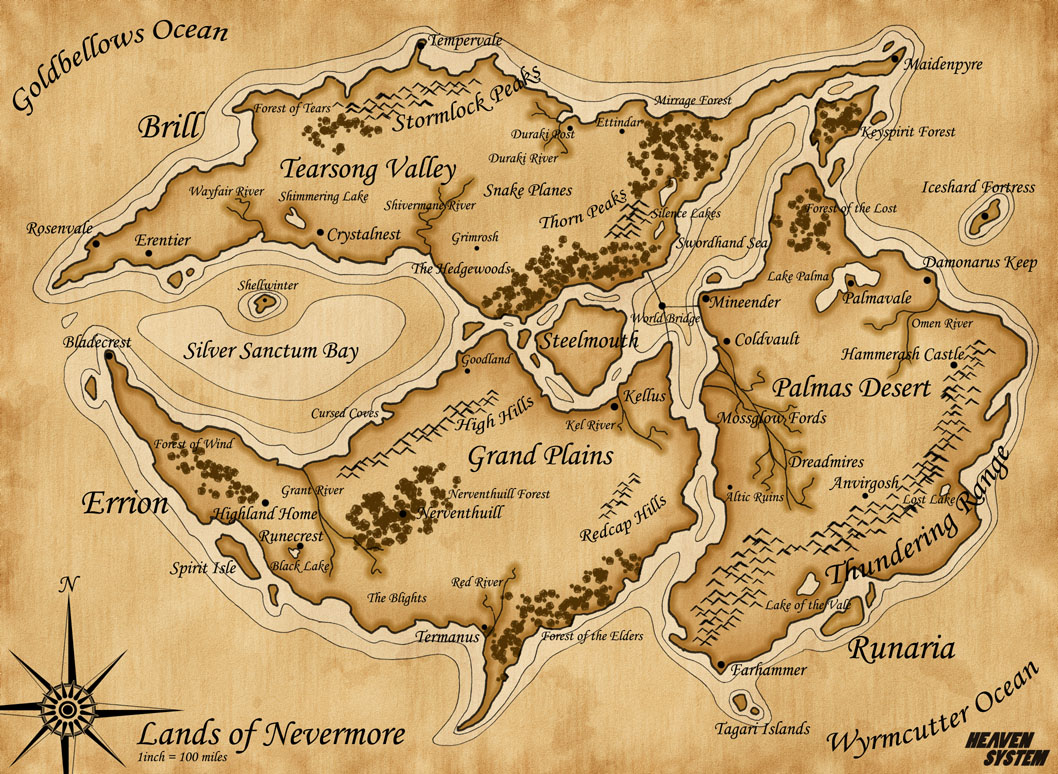 Goldbellows Ocean
Tempervale
Maidenpyre
Forest of Tears
Stormlock Peaks
Mirrage Forest
Brill
Duraki Post
Ettindar
Keyspirit Forest
Tearsong Valley
Duraki River
Wayfair River
Shimmering Lake
Snake Planes
Iceshard Fortress
Shivermane River
Thorn Peaks
Silence Lakes
Forest of the Lost
Rosenvale
Erentier
Crystalnest
Grimrosh
Swordhand Sea
The Hedgewoods
Damonarus Keep
Lake Palma
Shellwinter
Palmavale
Mineender
World Bridge
Omen River
Bladecrest
Silver Sanctum Bay
Steelmouth
Coldvault
Goodland
Hammerash Castle
Palmas Desert
Cursed Coves
High Hills
Kellus
Kel River
Mossglow Fords
Forest of Wind
Grand Plains
Dreadmires
Grant River
Nerventhuill Forest
Altic Ruins
Anvirgosh
Lost Lake
Errion
Highland Home
Nerventhuill
Redcap Hills
Thundering Range
Runecrest
Spirit Isle
Black Lake
Red River
The Blights
Lake of the Vale
Termanus
Forest of the Elders
Runaria
Farhammer
N
Tagari Islands
Wyrmcutter Ocean
Lands of Nevermore
1inch = 100 miles
HEAVEN
SYSTEM